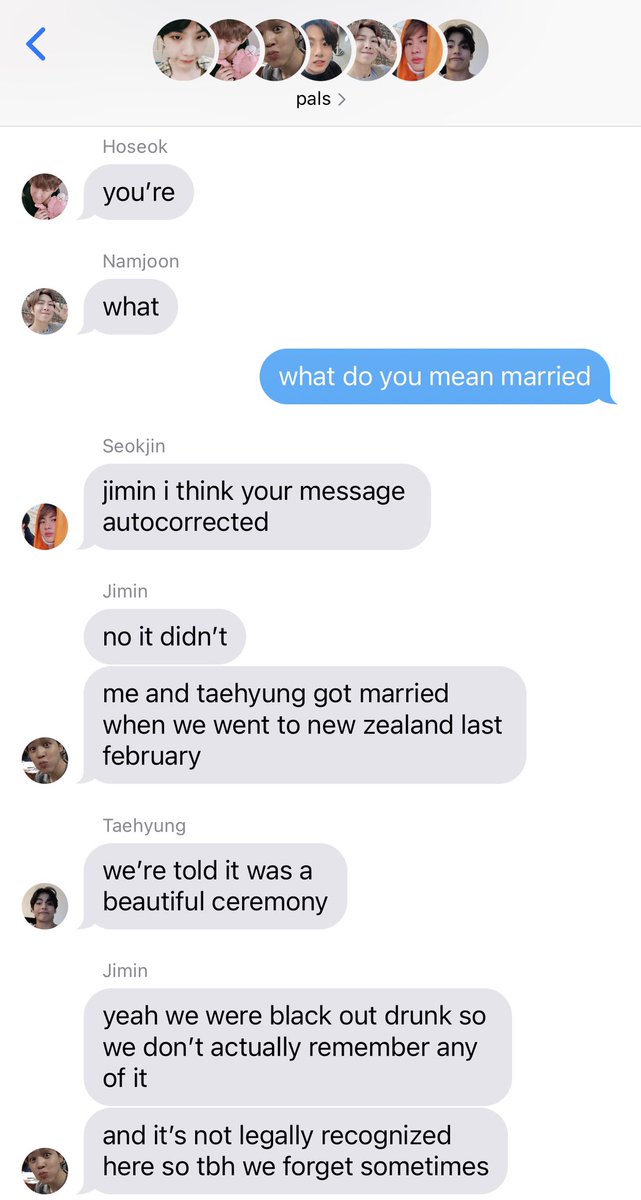 pals
Hoseok
you’re
Namjoon
what
what do you mean married
Seokjin
jimin i think your message
autocorrected
Jimin
no it didn’t
me and taehyung got married
when we went to new zealand last
february
Taehyung
we’re told it was a
beautiful ceremony
Jimin
yeah we were black out drunk so
we don’t actually remember any
of it
and it’s not legally recognized
here so tbh we forget sometimes